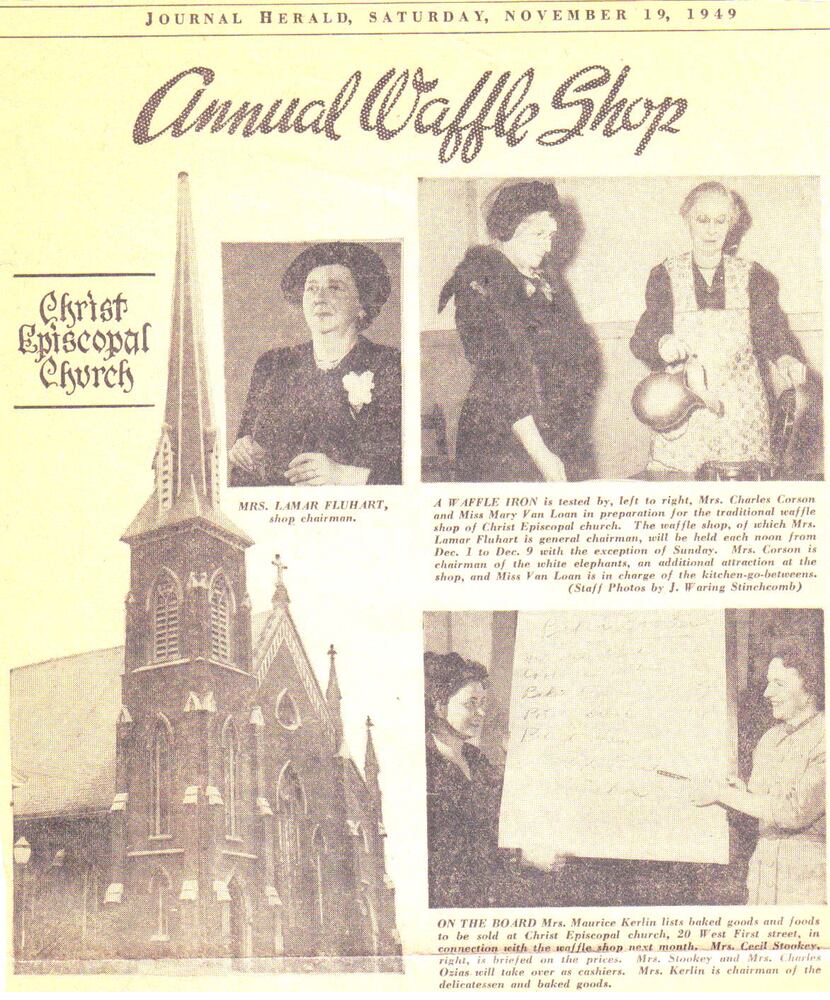 JOURNAL HERALD, SATURDAY, NOVEMBER 19, 1949
Annual Waffle Shop
Christ
Episcopal
Church
MRS. LAMAR FLUHART,
shop chairman.
A WAFFLE IRON is tested by, left to right, Mrs. Charles Corson
and Miss Mary Van Loan in preparation for the traditional waffle
shop of Christ Episcopal church. The waffle shop, of which Mrs.
Lamar Fluhart is general chairman, will be held each noon from
Dec. 1 to Dec. 9 with the exception of Sunday. Mrs. Corson is
chairman of the white elephants, an additional attraction at the
shop, and Miss Van Loan is in charge of the kitchen-go-betweens.
(Staff Photos by J. Waring Stinchcomb)
ON THE BOARD Mrs. Maurice Kerlin lists baked goods and foods
to be sold at Christ Episcopal church, 20 West First street, in
connection with the waffle shop next month. Mrs. Cecil Stookey,
right, is briefed on the prices. Mrs. Stookey and Mrs. Charles
Ozias will take over as cashiers. Mrs. Kerlin is chairman of the
delicatessen and baked goods.